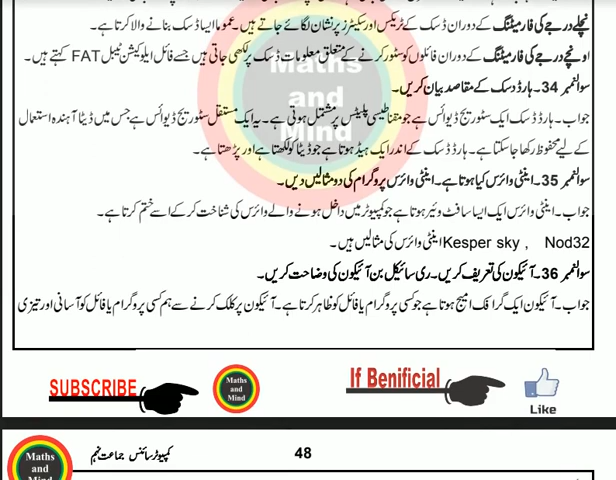 نچلے درجے کی فارمیٹنگ کے دوران ڈسک کے ٹریکس اور سیکٹرز پر نشان لگائے جاتے ہیں۔ عموما ایسا ڈسک بنانے والا کرتا ہے۔
اونچے درجے کی فارمیٹنگ کے دوران فائلوں کو سٹور کرنے کے متعلق معلومات ڈسک پر لکھی جاتی ہیں جسے فائل ایلوکیشن ٹیبل FAT کہتے ہیں۔
سوالنمبر 34۔ ہارڈ ڈسک کے مقاصد بیان کریں۔
جواب۔ ہارڈ ڈسک ایک سٹوریج ڈیوائس ہے جو مقناطیسی پلیٹس پر مشتمل ہوتی ہے۔ یہ ایک مستقل سٹوریج ڈیوائس ہے جس میں ڈیٹا آئندہ استعمال
کے لیے محفوظ رکھا جا سکتا ہے۔ ہارڈ ڈسک کے اندر ایک ہیڈ ہوتا ہے جو ڈیٹا کو لکھتا ہے اور پڑھتا ہے۔
سوالنمبر 35۔ اینٹی وائرس کیا ہوتا ہے۔ اینٹی وائرس پروگرام کی دو مثالیں دیں۔
جواب۔ اینٹی وائرس ایک ایسا سافٹ ویئر ہوتا ہے جو کمپیوٹر میں داخل ہونے والے وائرس کی شناخت کر کے اسے ختم کرتا ہے۔
Kesper sky , Nod32 اینٹی وائرس کی مثالیں ہیں۔
سوالنمبر 36۔ آئیکون کی تعریف کریں۔ ری سائیکل بن آئیکون کی وضاحت کریں۔
جواب۔ آئیکون ایک گرافک امیج ہوتا ہے جو کسی پروگرام یا فائل کو ظاہر کرتا ہے۔ آئیکون پر کلک کرنے سے ہم کسی پروگرام یا فائل کو آسانی اور تیزی
Maths
and
Mind
SUBSCRIBE
Maths
and
Mind
If Benificial
Like
Maths
and
Mind
48
کمپیوٹر سائنس جماعت نہم